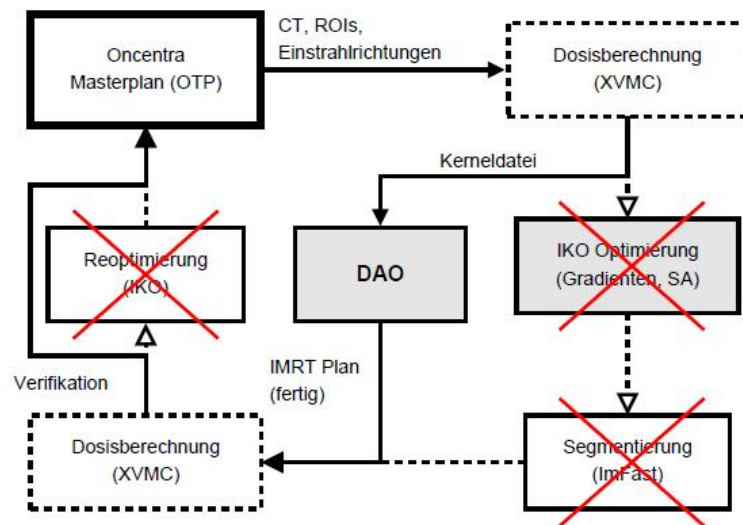 Oncentra
Masterplan (OTP)
CT, ROIs,
Einstrahlrichtungen
Dosisberechnung
(XVMC)
Kerneldatei
Reoptimierung
(IKO)
DAO
IKO Optimierung
(Gradienten, SA)
IMRT Plan
(fertig)
Verifikation
Dosisberechnung
(XVMC)
Segmentierung
(ImFast)